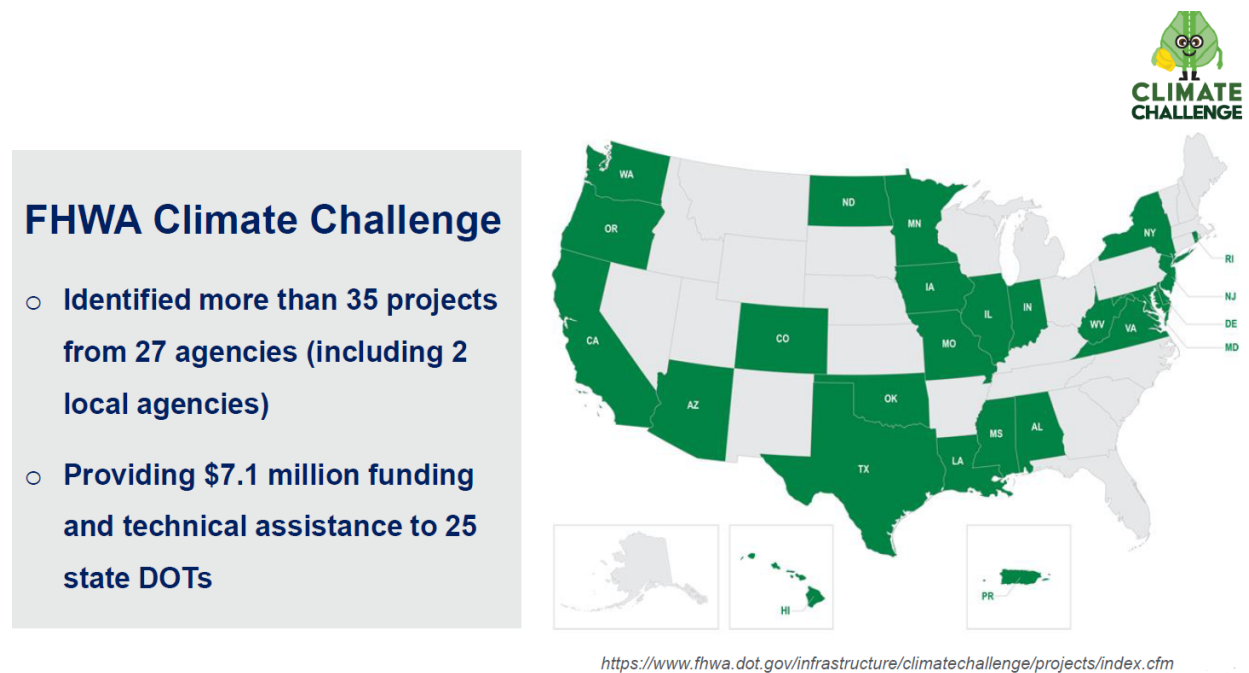 CLIMATE
CHALLENGE
FHWA Climate Challenge
o Identified more than 35 projects
from 27 agencies (including 2
local agencies)
o Providing $7.1 million funding
and technical assistance to 25
state DOTs
WA
OR
CA
AZ
CO
ND
MN
IA
MO
IL
IN
OK
TX
LA
MS
AL
WV
VA
NY
RI
NJ
DE
MD
HI
PR
https://www.fhwa.dot.gov/infrastructure/climatechallenge/projects/index.cfm